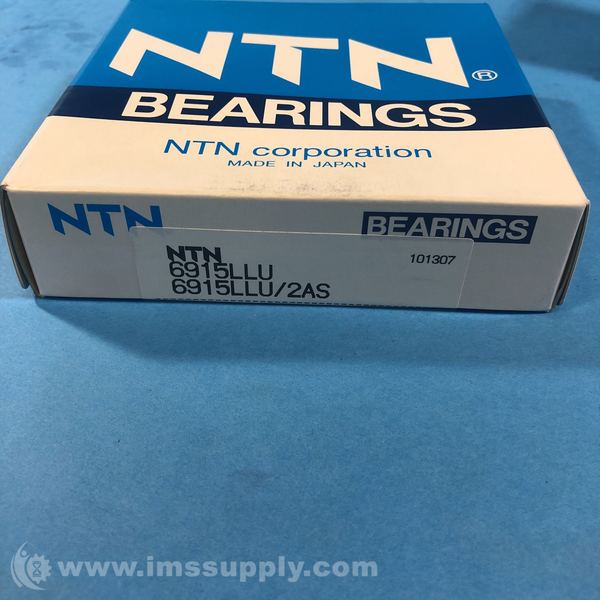 NTN®
BEARINGS
NTN corporation
MADE IN JAPAN
NTN
BEARINGS
NTN
101307
6915LLU
6915LLU/2AS
www.imssupply.com